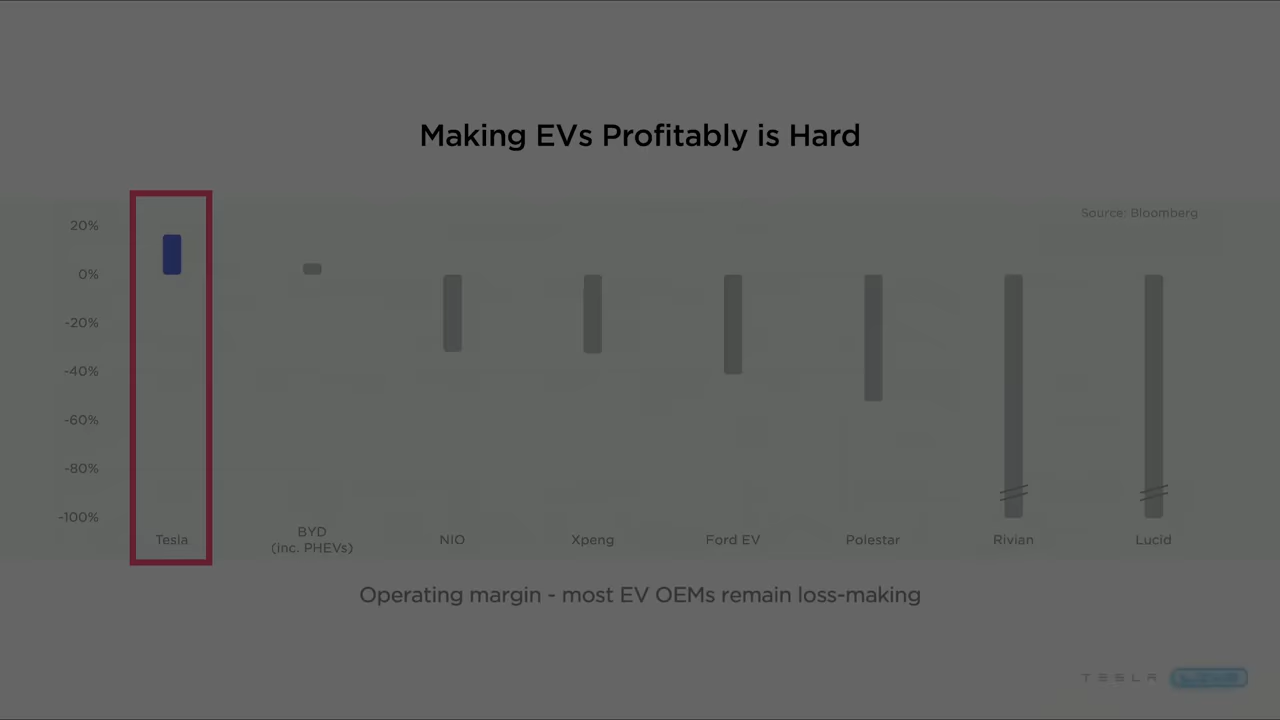 Making EVs Profitably is Hard
Source: Bloomberg
20%
0%
-20%
-40%
-60%
-80%
-100%
Tesla
BYD
(inc. PHEVs)
NIO
Xpeng
Ford EV
Polestar
Rivian
Lucid
Operating margin - most EV OEMs remain loss-making
TESLA